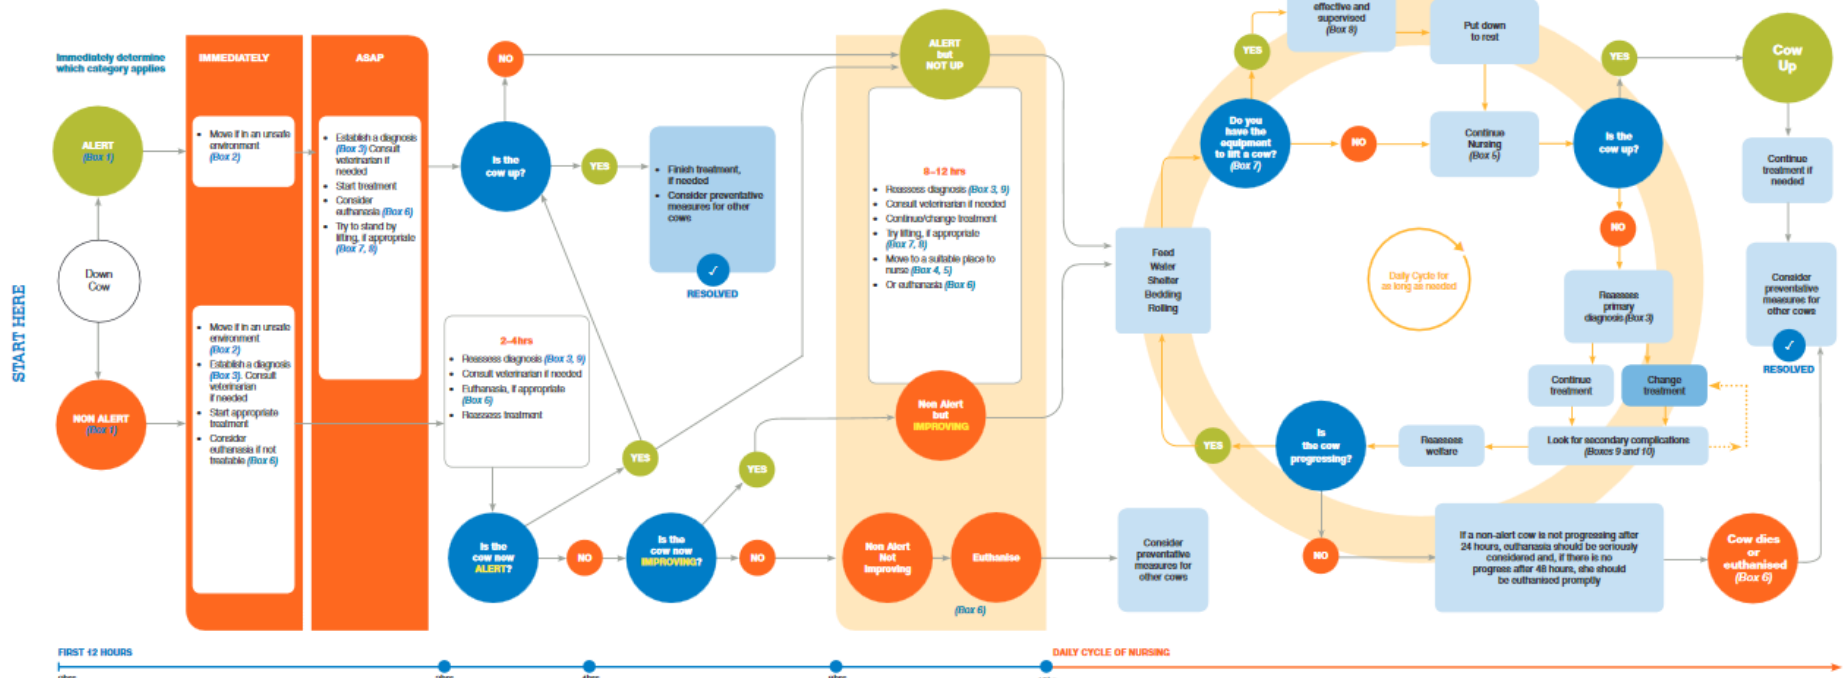 START HERE
Immediately determine
which category applies
ALERT
(Box 1)
Down
Cow
NON ALERT
(Box 1)
IMMEDIATELY
• Move if in an unsafe
environment
(Box 2)
• Move if in an unsafe
environment
(Box 2)
• Establish a diagnosis
(Box 3). Consult
veterinarian
if needed
• Start appropriate
treatment
• Consider
euthanasia if not
treatable (Box 6)
ASAP
• Establish a diagnosis
(Box 3) Consult
veterinarian if
needed
• Start treatment
• Consider
euthanasia (Box 6)
• Try to stand by
lifting, if appropriate
(Box 7, 8)
NO
Is the
cow up?
YES
• Finish treatment,
if needed
• Consider preventative
measures for other
cows
✓
RESOLVED
2-4hrs
• Reassess diagnosis (Box 3, 9)
• Consult veterinarian if needed
• Euthanasia, if appropriate
(Box 6)
• Reassess treatment
Is the
cow now
ALERT?
YES
NO
Is the
cow now
IMPROVING?
YES
NO
ALERT
but
NOT UP
8-12 hrs
• Reassess diagnosis (Box 3, 9)
• Consult veterinarian if needed
• Continue/change treatment
• Try lifting, if appropriate
(Box 7, 8)
• Move to a suitable place to
nurse (Box 4, 5)
• Or euthanasia (Box 6)
Non Alert
but
IMPROVING
Non Alert
Not
Improving
Euthanise
(Box 6)
Consider
preventative
measures for
other cows
Feed
Water
Shelter
Bedding
Rolling
Do you
have the
equipment
to lift a cow?
(Box 7)
YES
effective and
supervised
(Box 8)
Put down
to rest
NO
Continue
Nursing
(Box 5)
Is the
cow up?
YES
Cow
Up
Continue
treatment if
needed
Consider
preventative
measures for
other cows
✓
RESOLVED
NO
Reassess
primary
diagnosis (Box 3)
Continue
treatment
Change
treatment
Look for secondary complications
(Boxes 9 and 10)
Reassess
welfare
Is
the cow
progressing?
YES
NO
Daily Cycle for
as long as needed
If a non-alert cow is not progressing after
24 hours, euthanasia should be seriously
considered and, if there is no
progress after 48 hours, she should
be euthanised promptly
Cow dies
or
euthanised
(Box 6)
FIRST 12 HOURS
DAILY CYCLE OF NURSING